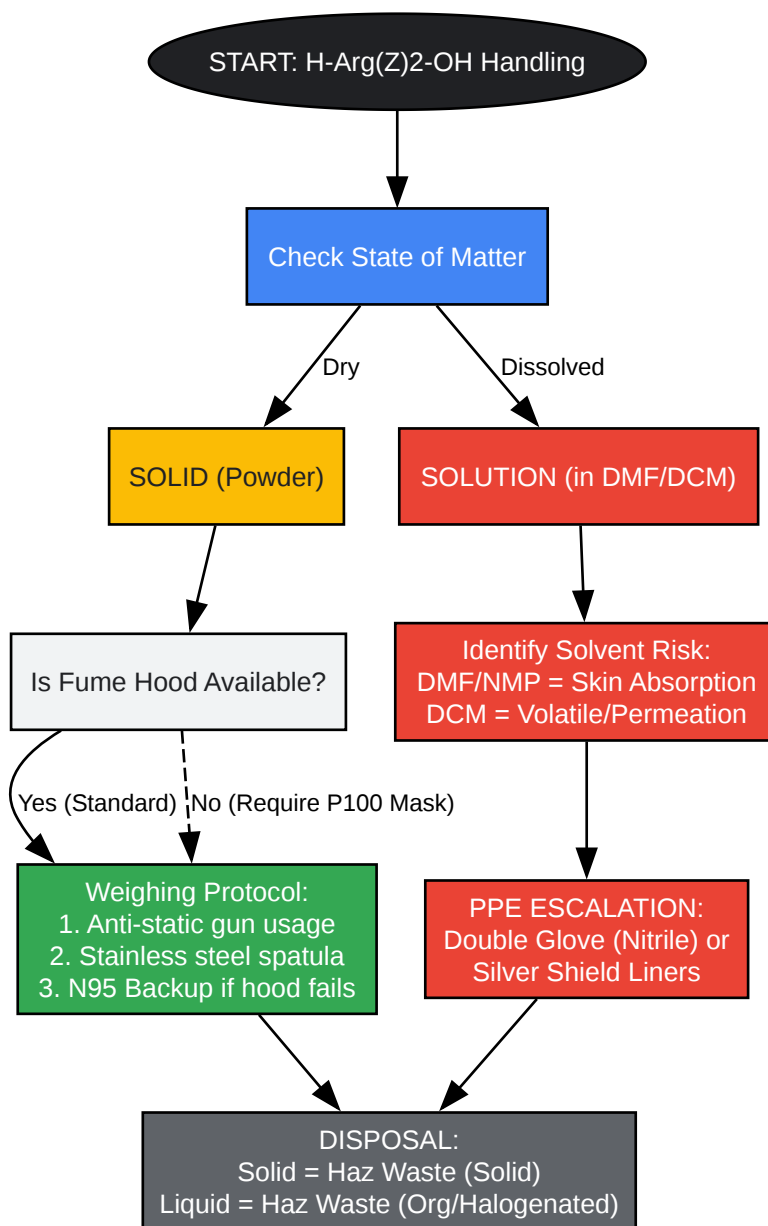 START: H-Arg(Z)2-OH Handling
Check State of Matter
Dry
Dissolved
SOLID (Powder)
SOLUTION (in DMF/DCM)
Is Fume Hood Available?
Identify Solvent Risk:
DMF/NMP = Skin Absorption
DCM = Volatile/Permeation
Yes (Standard)
No (Require P100 Mask)
Weighing Protocol:
1. Anti-static gun usage
2. Stainless steel spatula
3. N95 Backup if hood fails
PPE ESCALATION:
Double Glove (Nitrile) or
Silver Shield Liners
DISPOSAL:
Solid = Haz Waste (Solid)
Liquid = Haz Waste (Org/Halogenated)